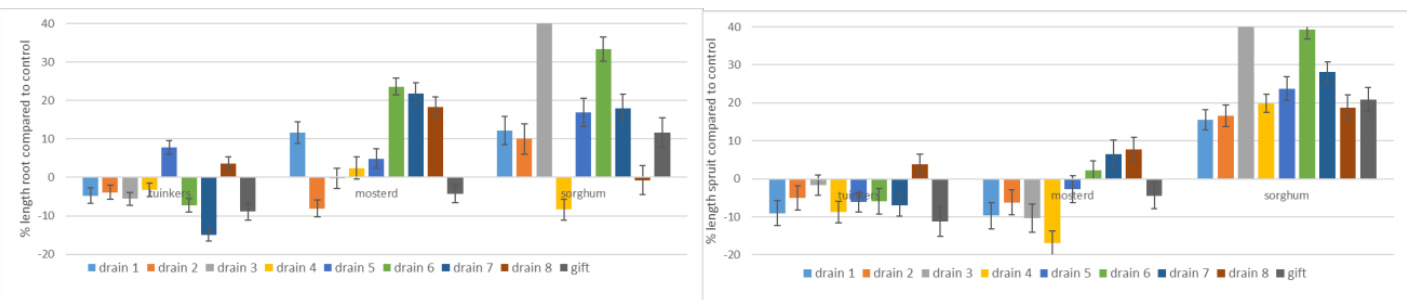 % length root compared to control
40
30
20
10
0
-10
-20
tuinkers
mosterd
sorghum
drain 1 drain 2 drain 3 drain 4 drain 5 drain 6 drain 7 drain 8 gift
% length spruit compared to control
40
30
20
10
0
-10
-20
tuinkers
mosterd
sorghum
drain 1 drain 2 drain 3 drain 4 drain 5 drain 6 drain 7 drain 8 gift